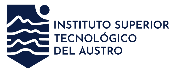 INSTITUTO SUPERIOR
TECNOLÓGICO
DEL AUSTRO